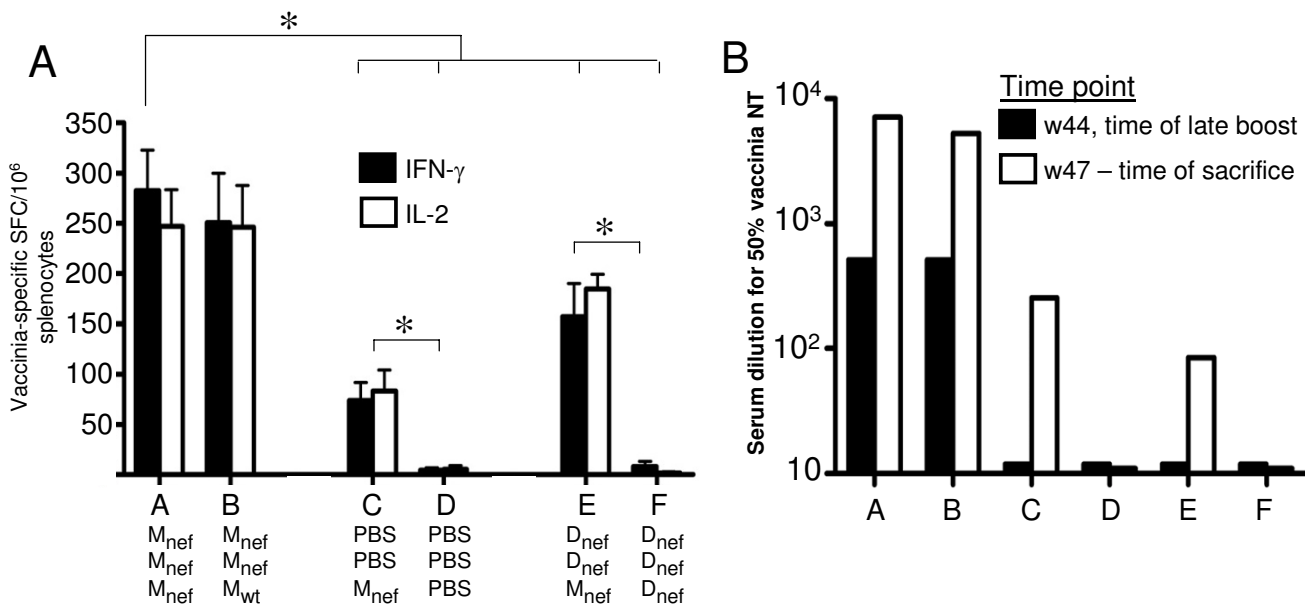 *
A
Vaccinia-specific SFC/10⁶
splenocytes
350
300
250
200
150
100
50
IFN-γ
IL-2
*
*
A B C D E F
Mnef Mnef PBS PBS Dnef Dnef
Mnef Mnef PBS PBS Dnef Dnef
Mnef Mwt Mnef PBS Mnef Dnef
B
Serum dilution for 50% vaccinia NT
10⁴
10³
10²
10
Time point
w44, time of late boost
w47 – time of sacrifice
A B C D E F